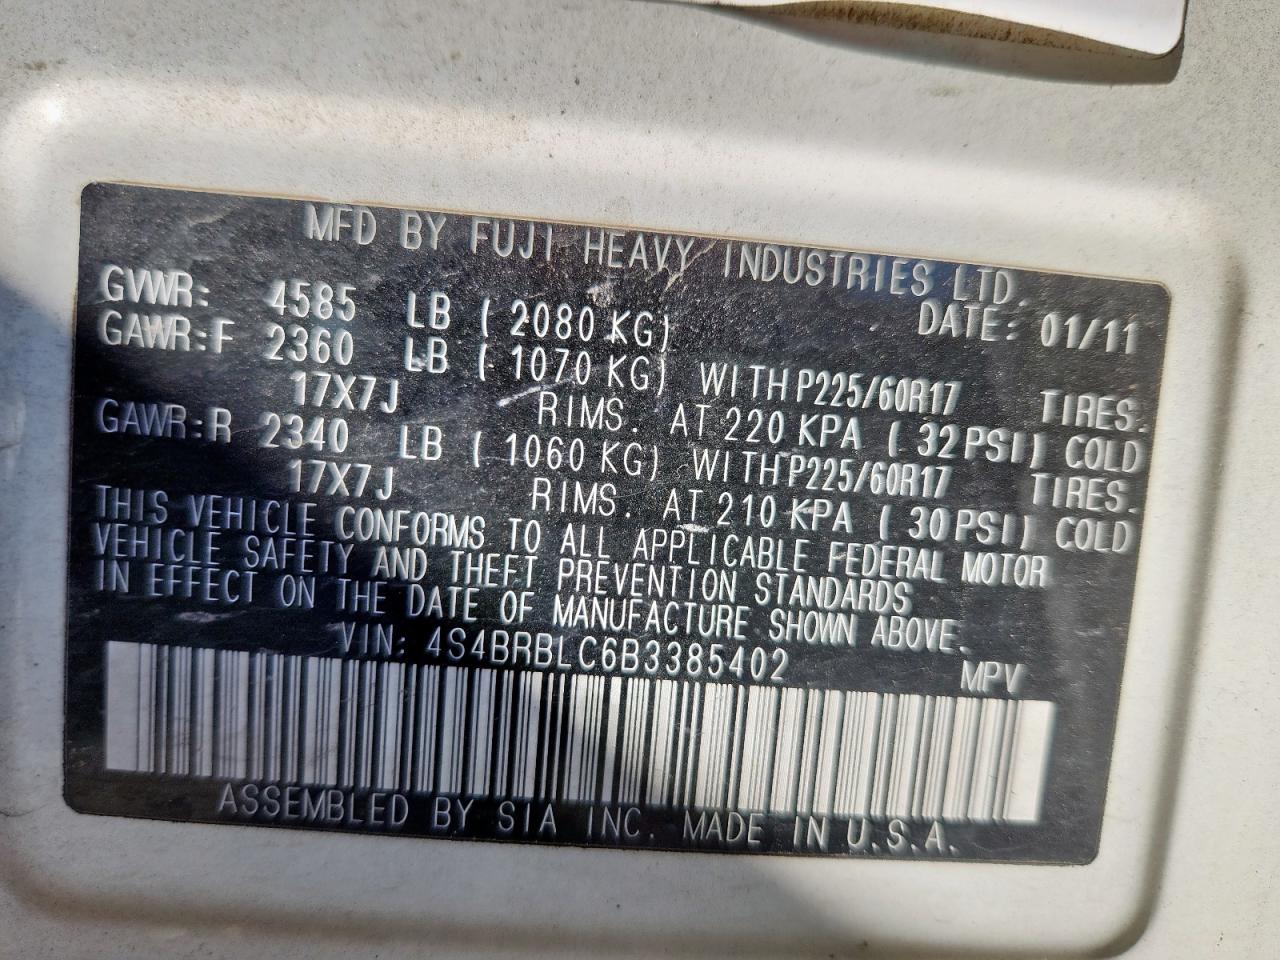 MFD BY FUJI HEAVY INDUSTRIES LTD.
GVWR: 4585 LB ( 2080 KG) DATE: 01/11
GAWR:F 2360 LB ( 1070 KG) WITH P225/60R17 TIRES.
17X7J RIMS. AT 220 KPA ( 32PSI) COLD
GAWR:R 2340 LB ( 1060 KG) WITH P225/60R17 TIRES.
17X7J RIMS. AT 210 KPA ( 30PSI) COLD
THIS VEHICLE CONFORMS TO ALL APPLICABLE FEDERAL MOTOR
VEHICLE SAFETY AND THEFT PREVENTION STANDARDS
IN EFFECT ON THE DATE OF MANUFACTURE SHOWN ABOVE.
VIN: 4S4BRBLC6B3385402 MPV
ASSEMBLED BY SIA INC. MADE IN U.S.A.